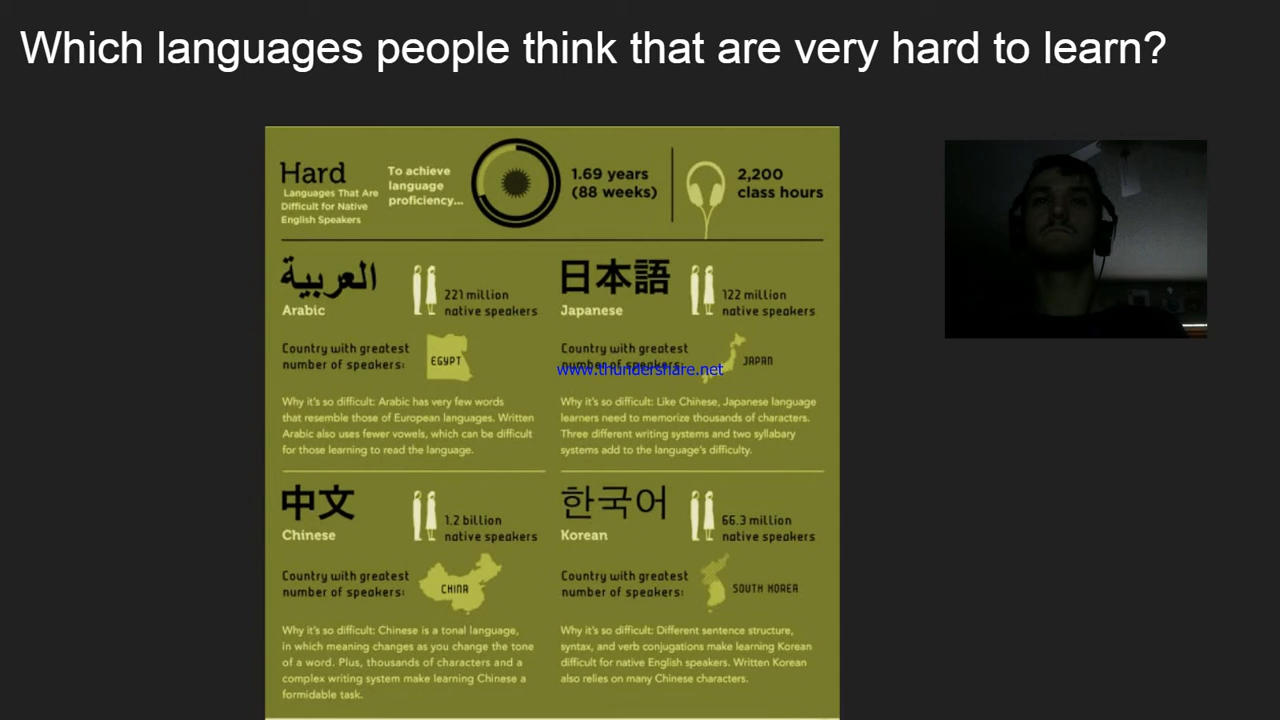 Which languages people think that are very hard to learn?
Hard
Languages That Are
Difficult for Native
English Speakers
To achieve
language
proficiency...
1.69 years
(88 weeks)
2,200
class hours
العربية
Arabic
221 million
native speakers
Country with greatest
number of speakers:
EGYPT
Why it's so difficult: Arabic has very few words
that resemble those of European languages. Written
Arabic also uses fewer vowels, which can be difficult
for those learning to read the language.
日本語
Japanese
122 million
native speakers
Country with greatest
number of speakers:
JAPAN
www.thundershare.net
Why it's so difficult: Like Chinese, Japanese language
learners need to memorize thousands of characters.
Three different writing systems and two syllabary
systems add to the language's difficulty.
中文
Chinese
1.2 billion
native speakers
Country with greatest
number of speakers:
CHINA
Why it's so difficult: Chinese is a tonal language,
in which meaning changes as you change the tone
of a word. Plus, thousands of characters and a
complex writing system make learning Chinese a
formidable task.
한국어
Korean
66.3 million
native speakers
Country with greatest
number of speakers:
SOUTH KOREA
Why it's so difficult: Different sentence structure,
syntax, and verb conjugations make learning Korean
difficult for native English speakers. Written Korean
also relies on many Chinese characters.